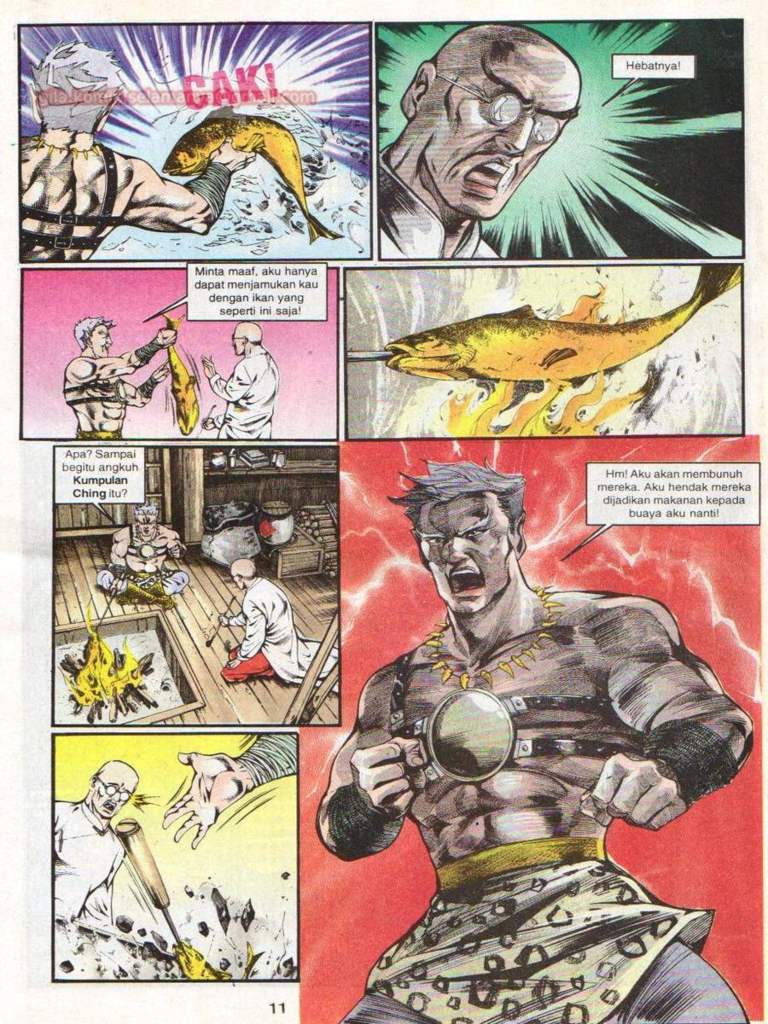 CAK!
Hebatnya!
Minta maaf, aku hanya
dapat menjamukan kau
dengan ikan yang
seperti ini saja!
Apa? Sampai
begitu angkuh
Kumpulan
Ching itu?
Hm! Aku akan membunuh
mereka. Aku hendak mereka
dijadikan makanan kepada
buaya aku nanti!
11